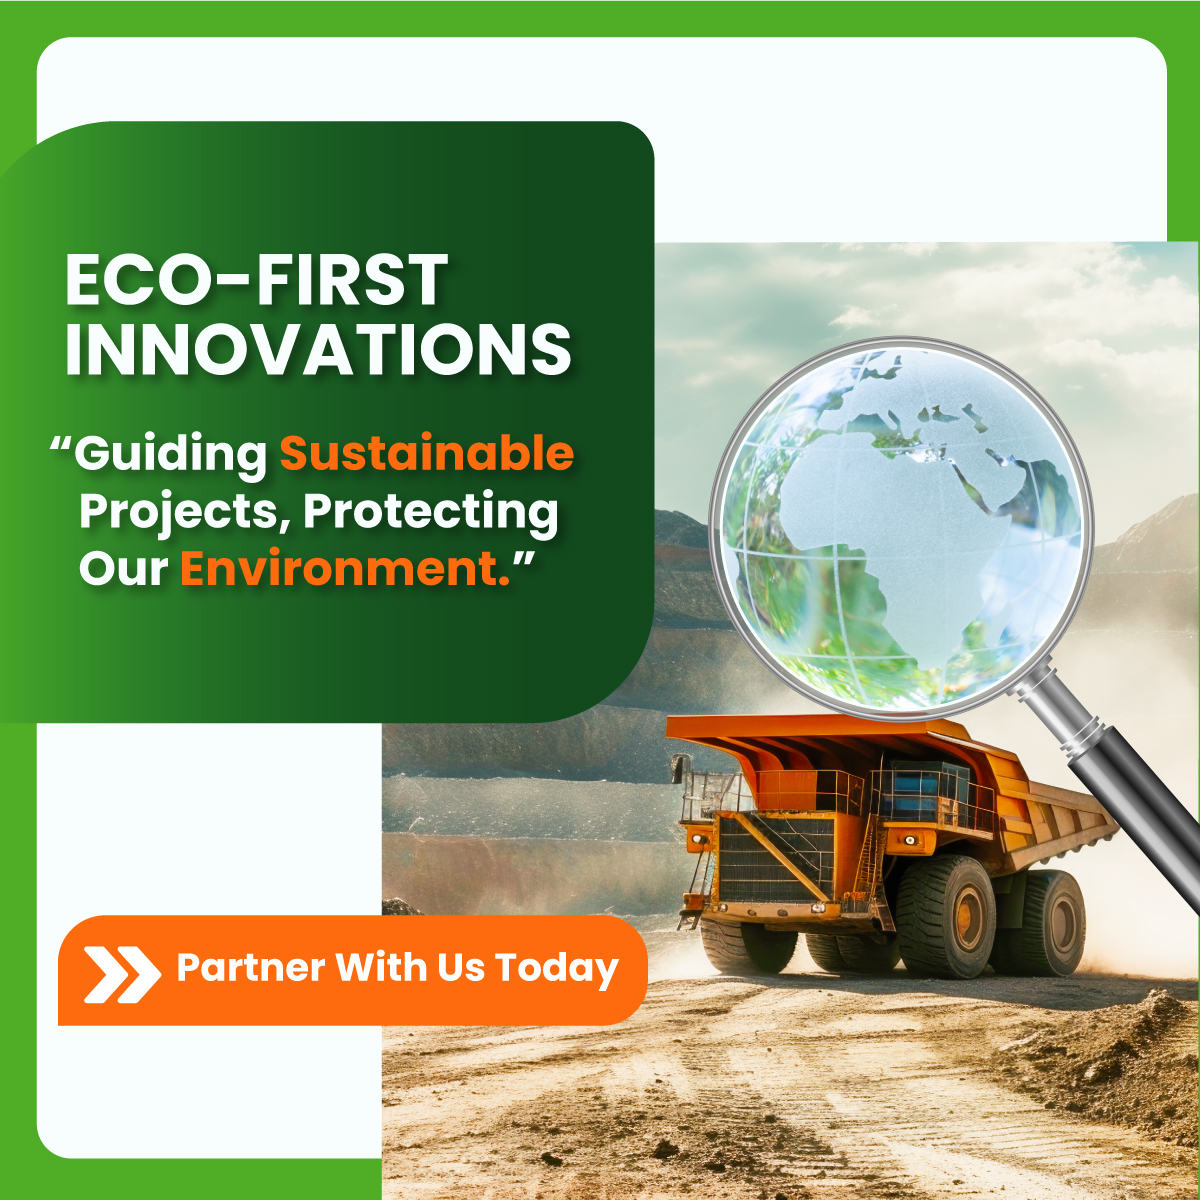 ECO-FIRST
INNOVATIONS
“Guiding Sustainable
Projects, Protecting
Our Environment.”
Partner With Us Today